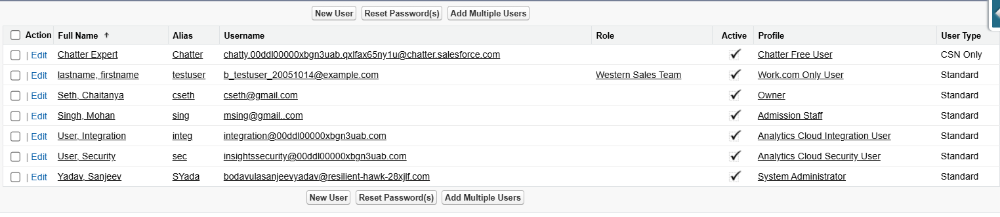 New User Reset Password(s) Add Multiple Users
Action Full Name ↑ Alias Username Role Active Profile User Type
| Edit Chatter Expert Chatter chatty.00ddl00000xbgn3uab.qxlfax65ny1u@chatter.salesforce.com Chatter Free User CSN Only
| Edit lastname, firstname testuser b_testuser_20051014@example.com Western Sales Team Work.com Only User Standard
| Edit Seth, Chaitanya cseth cseth@gmail.com Owner Standard
| Edit Singh, Mohan sing msing@gmail..com Admission Staff Standard
| Edit User, Integration integ integration@00ddl00000xbgn3uab.com Analytics Cloud Integration User Standard
| Edit User, Security sec insightssecurity@00ddl00000xbgn3uab.com Analytics Cloud Security User Standard
| Edit Yadav, Sanjeev SYada bodavulasanjeevyadav@resilient-hawk-28xjlf.com System Administrator Standard
New User Reset Password(s) Add Multiple Users